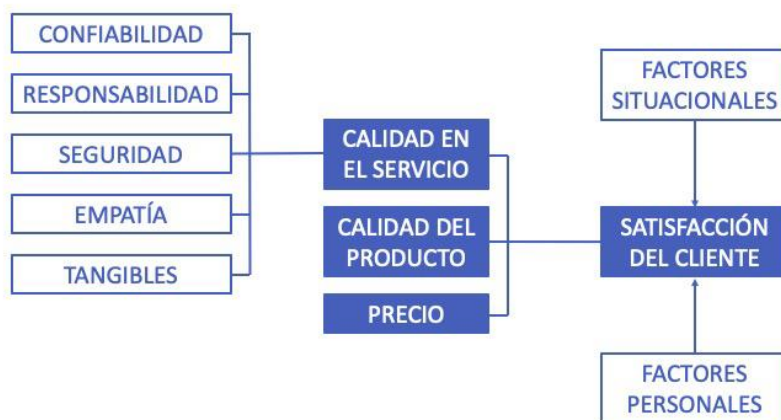 CONFIABILIDAD
RESPONSABILIDAD
SEGURIDAD
EMPATÍA
TANGIBLES
CALIDAD EN
EL SERVICIO
CALIDAD DEL
PRODUCTO
PRECIO
FACTORES
SITUACIONALES
SATISFACCIÓN
DEL CLIENTE
FACTORES
PERSONALES